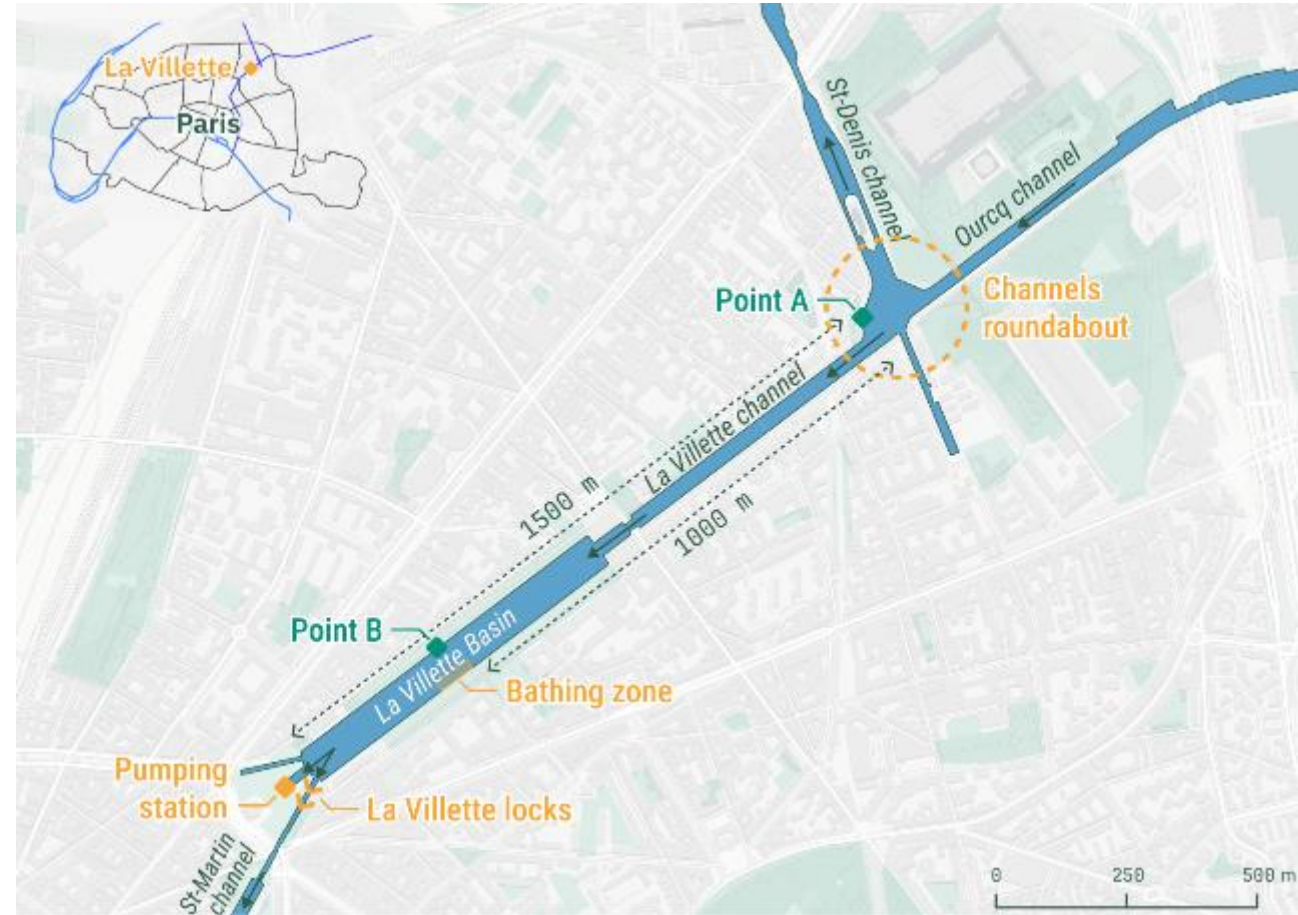 La Villette
Paris
St-Denis channel
Ourcq channel
Point A
Channels
roundabout
La Villette channel
1500 m
1000 m
Point B
La Villette Basin
Bathing zone
Pumping
station
La Villette locks
St-Martin
channel
0 250 500 m